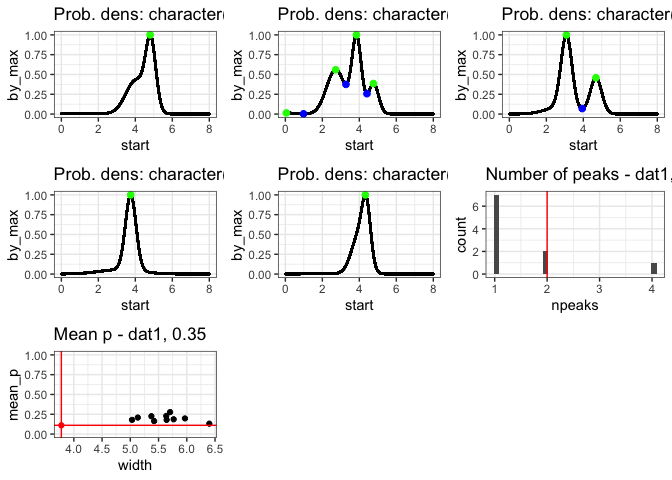 Prob. dens: character(
by_max
1.00
0.75
0.50
0.25
0.00
0 2 4 6 8
start
Prob. dens: character(
by_max
1.00
0.75
0.50
0.25
0.00
0 2 4 6 8
start
Prob. dens: character(
by_max
1.00
0.75
0.50
0.25
0.00
0 2 4 6 8
start
Prob. dens: character(
by_max
1.00
0.75
0.50
0.25
0.00
0 2 4 6 8
start
Prob. dens: character(
by_max
1.00
0.75
0.50
0.25
0.00
0 2 4 6 8
start
Number of peaks - dat1,
count
6
4
2
0
1 2 3 4
npeaks
Mean p - dat1, 0.35
mean_p
1.00
0.75
0.50
0.25
0.00
4.0 4.5 5.0 5.5 6.0 6.5
width